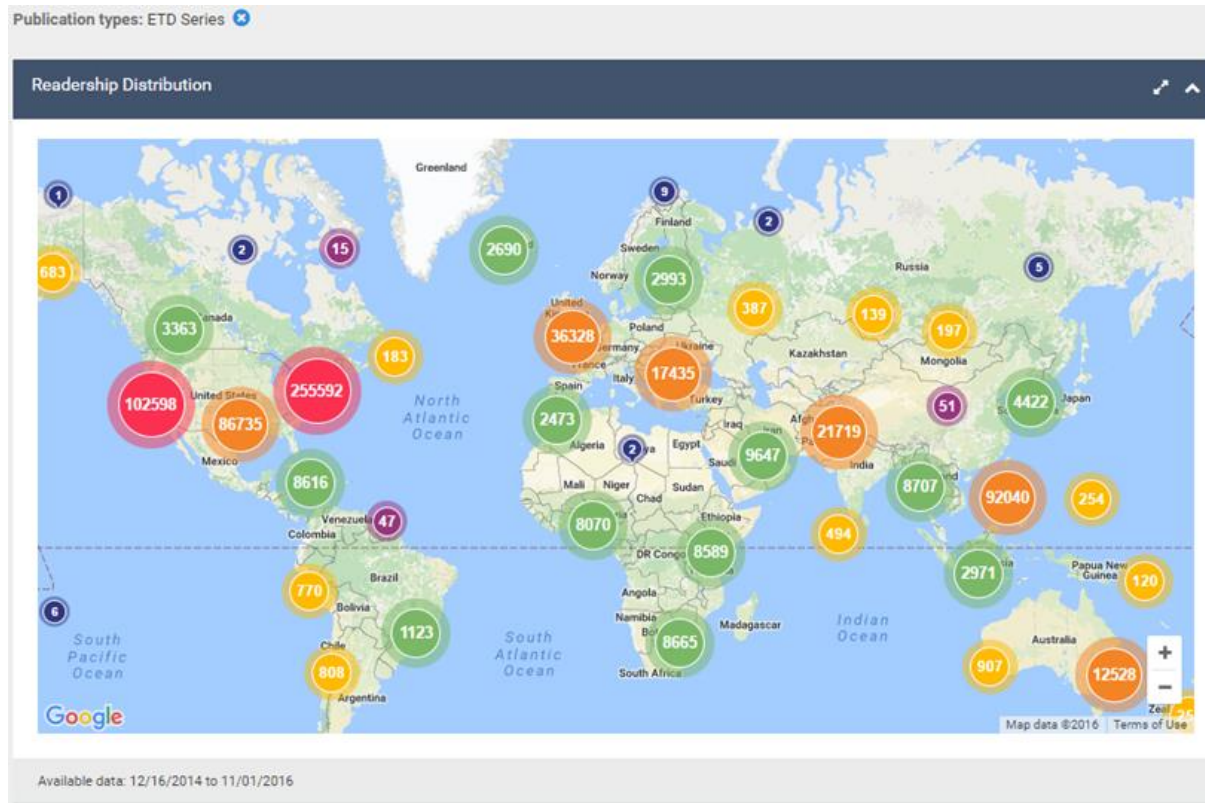 Publication types: ETD Series
Readership Distribution
Greenland
1
9
2
Finland
2
15
2690
Sweden
683
Norway
2993
Russia
5
United
387
139
197
3363
36328
Poland
183
Kazakhstan
Mongolia
255592
France
17435
Italy
Spain
102598
United States
North
Atlantic
Ocean
Turkey
51
4422
Japan
86735
2473
Iraq
Iran
21719
Algeria
2
Egypt
9647
Mexico
India
8616
Mali
Niger
Chad
Sudan
8707
92040
254
Venezuela
47
8070
Ethiopia
Colombia
494
DR Congo
8589
2971
Papua New
Guinea
120
770
Brazil
Angola
6
Bolivia
Namibia
Madagascar
Indian
Ocean
South
Pacific
Ocean
1123
South
Atlantic
Ocean
8665
Australia
Chile
808
South Africa
907
12528
+
−
Argentina
Google
Map data ©2016
Terms of Use
Available data: 12/16/2014 to 11/01/2016